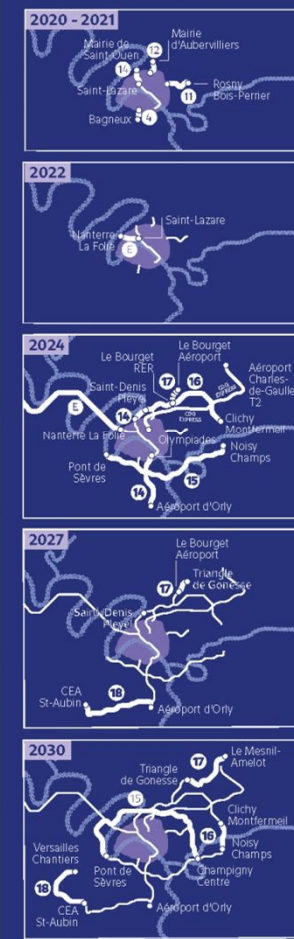 2020 - 2021
Mairie
d'Aubervilliers
Mairie de
Saint-Ouen
12
14
Saint-Lazare
Rosny
Bois-Perrier
11
Bagneux
4
2022
Saint-Lazare
Nanterre
La Folie
E
2024
Le Bourget
Aéroport
Le Bourget
RER
17
16
Aéroport
Charles-
de-Gaulle
T2
CDG
EXPRESS
Saint-Denis
Pleyel
E
14
CDG
EXPRESS
Clichy
Montfermeil
Nanterre La Folie
Olympiades
Noisy
Champs
Pont de
Sèvres
15
14
Aéroport d'Orly
2027
Le Bourget
Aéroport
17
Triangle
de Gonesse
Saint-Denis
Pleyel
CEA
St-Aubin
18
Aéroport d'Orly
2030
17
Le Mesnil-
Amelot
Triangle
de Gonesse
15
Clichy
Montfermeil
16
Noisy
Champs
Versailles
Chantiers
Pont de
Sèvres
Champigny
Centre
18
CEA
St-Aubin
Aéroport d'Orly